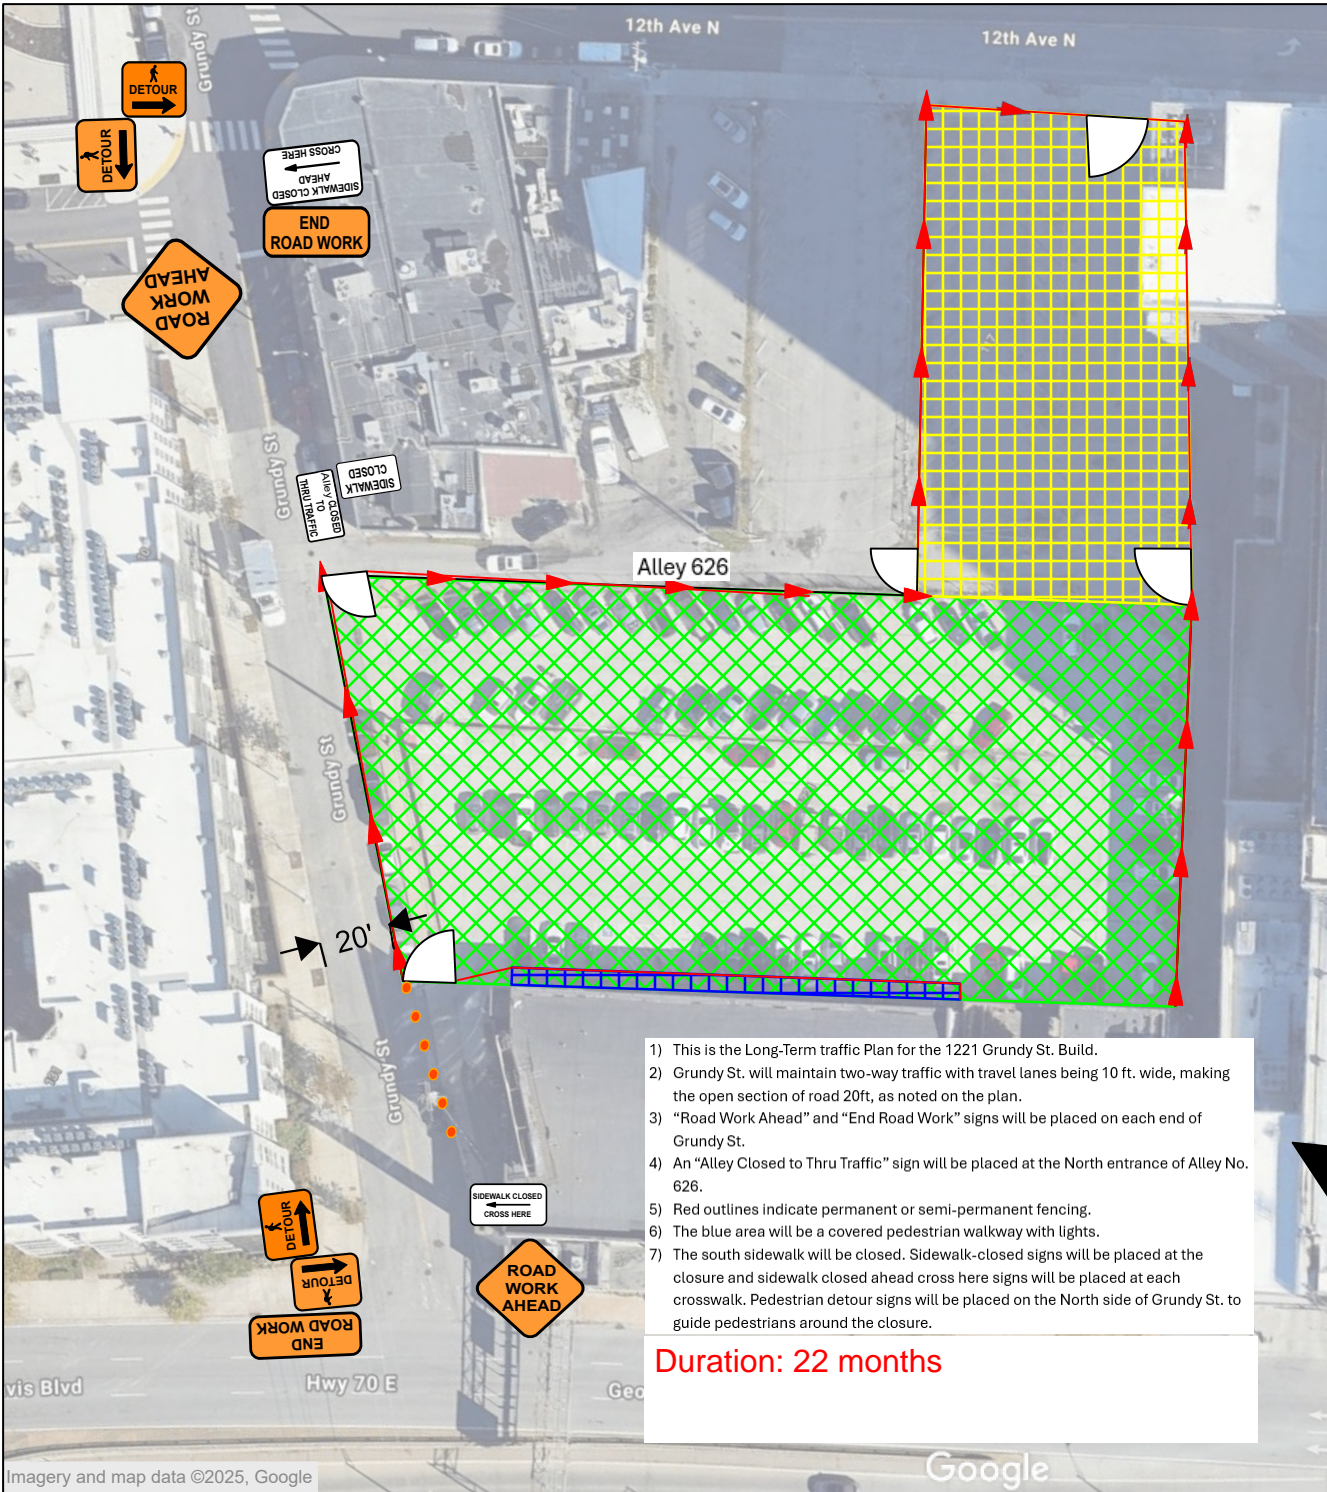 12th Ave N
12th Ave N
Grundy St
DETOUR
DETOUR
SIDEWALK CLOSED
AHEAD
CROSS HERE
END
ROAD WORK
ROAD
WORK
AHEAD
Grundy St
SIDEWALK
CLOSED
Alley CLOSED
TO
THRU TRAFFIC
Alley 626
Grundy St
20'
Grundy St
1) This is the Long-Term traffic Plan for the 1221 Grundy St. Build.
2) Grundy St. will maintain two-way traffic with travel lanes being 10 ft. wide, making
the open section of road 20ft, as noted on the plan.
3) “Road Work Ahead” and “End Road Work” signs will be placed on each end of
Grundy St.
4) An “Alley Closed to Thru Traffic” sign will be placed at the North entrance of Alley No.
626.
5) Red outlines indicate permanent or semi-permanent fencing.
6) The blue area will be a covered pedestrian walkway with lights.
7) The south sidewalk will be closed. Sidewalk-closed signs will be placed at the
closure and sidewalk closed ahead cross here signs will be placed at each
crosswalk. Pedestrian detour signs will be placed on the North side of Grundy St. to
guide pedestrians around the closure.
Duration: 22 months
SIDEWALK CLOSED
CROSS HERE
DETOUR
DETOUR
END
ROAD WORK
ROAD
WORK
AHEAD
vis Blvd
Hwy 70 E
Geo
Google
Imagery and map data ©2025, Google